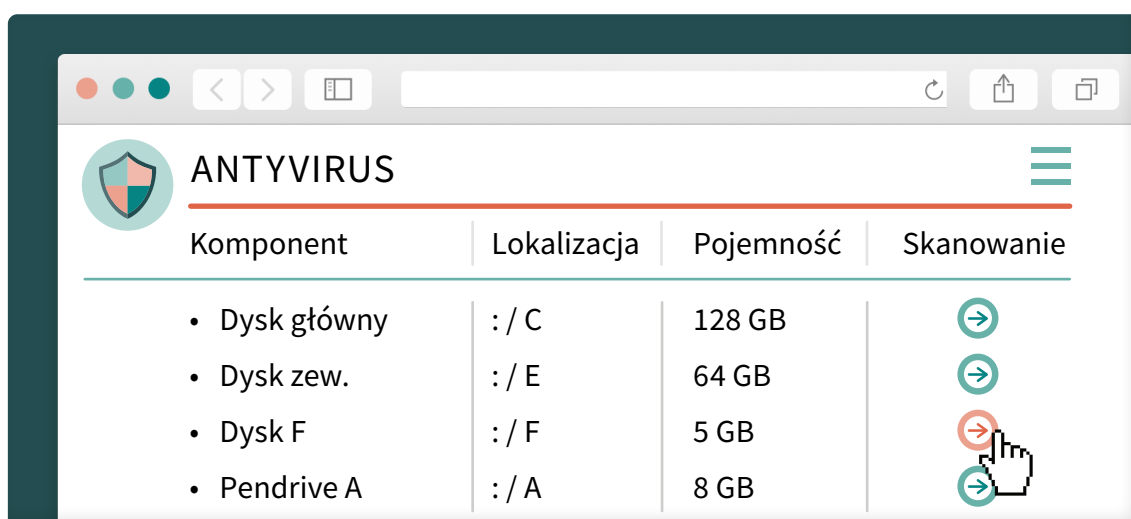 ANTYVIRUS
Komponent Lokalizacja Pojemność Skanowanie
• Dysk główny : / C 128 GB
• Dysk zew. : / E 64 GB
• Dysk F : / F 5 GB
• Pendrive A : / A 8 GB